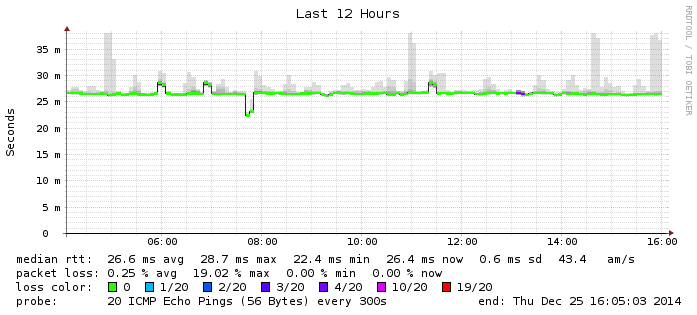 Last 12 Hours
RRDTOOL / TOBI OETIKER
Seconds
35 m
30 m
25 m
20 m
15 m
10 m
5 m
0
06:00 08:00 10:00 12:00 14:00 16:00
median rtt: 26.6 ms avg 28.7 ms max 22.4 ms min 26.4 ms now 0.6 ms sd 43.4 am/s
packet loss: 0.25 % avg 19.02 % max 0.00 % min 0.00 % now
loss color: 0 1/20 2/20 3/20 4/20 10/20 19/20
probe: 20 ICMP Echo Pings (56 Bytes) every 300s end: Thu Dec 25 16:05:03 2014